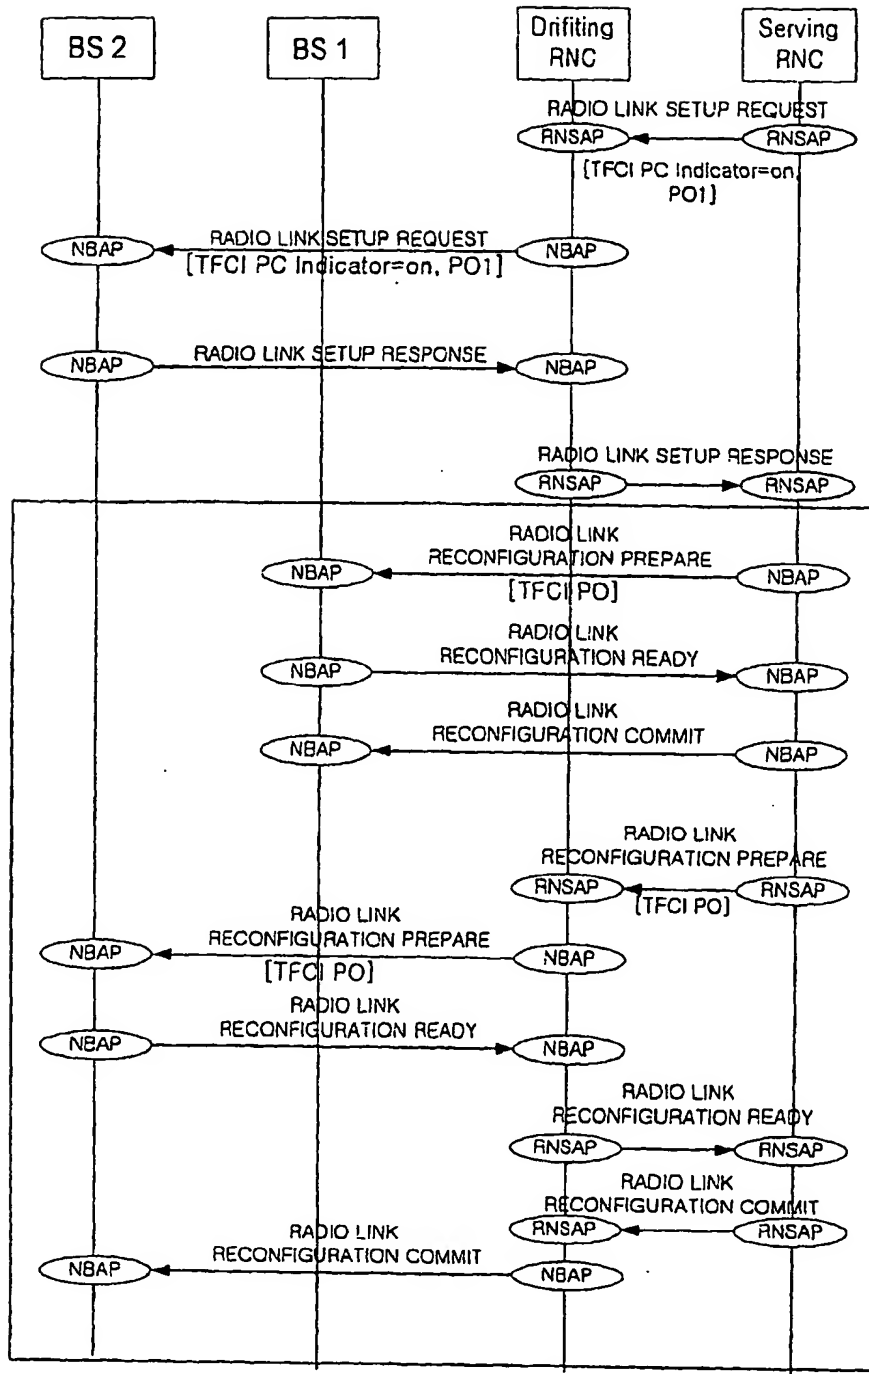 BS 2
BS 1
Drifiting
RNC
Serving
RNC
RADIO LINK SETUP REQUEST
RNSAP
RNSAP
[TFCI PC Indicator=on,
PO1]
RADIO LINK SETUP REQUEST
NBAP
NBAP
[TFCI PC Indicator=on, PO1]
RADIO LINK SETUP RESPONSE
NBAP
NBAP
RADIO LINK SETUP RESPONSE
RNSAP
RNSAP
RADIO LINK
RECONFIGURATION PREPARE
NBAP
NBAP
[TFCI PO]
RADIO LINK
RECONFIGURATION READY
NBAP
NBAP
RADIO LINK
RECONFIGURATION COMMIT
NBAP
NBAP
RADIO LINK
RECONFIGURATION PREPARE
RNSAP
RNSAP
[TFCI PO]
RADIO LINK
RECONFIGURATION PREPARE
NBAP
NBAP
[TFCI PO]
RADIO LINK
RECONFIGURATION READY
NBAP
NBAP
RADIO LINK
RECONFIGURATION READY
RNSAP
RNSAP
RADIO LINK
RECONFIGURATION COMMIT
RNSAP
RNSAP
RADIO LINK
RECONFIGURATION COMMIT
NBAP
NBAP